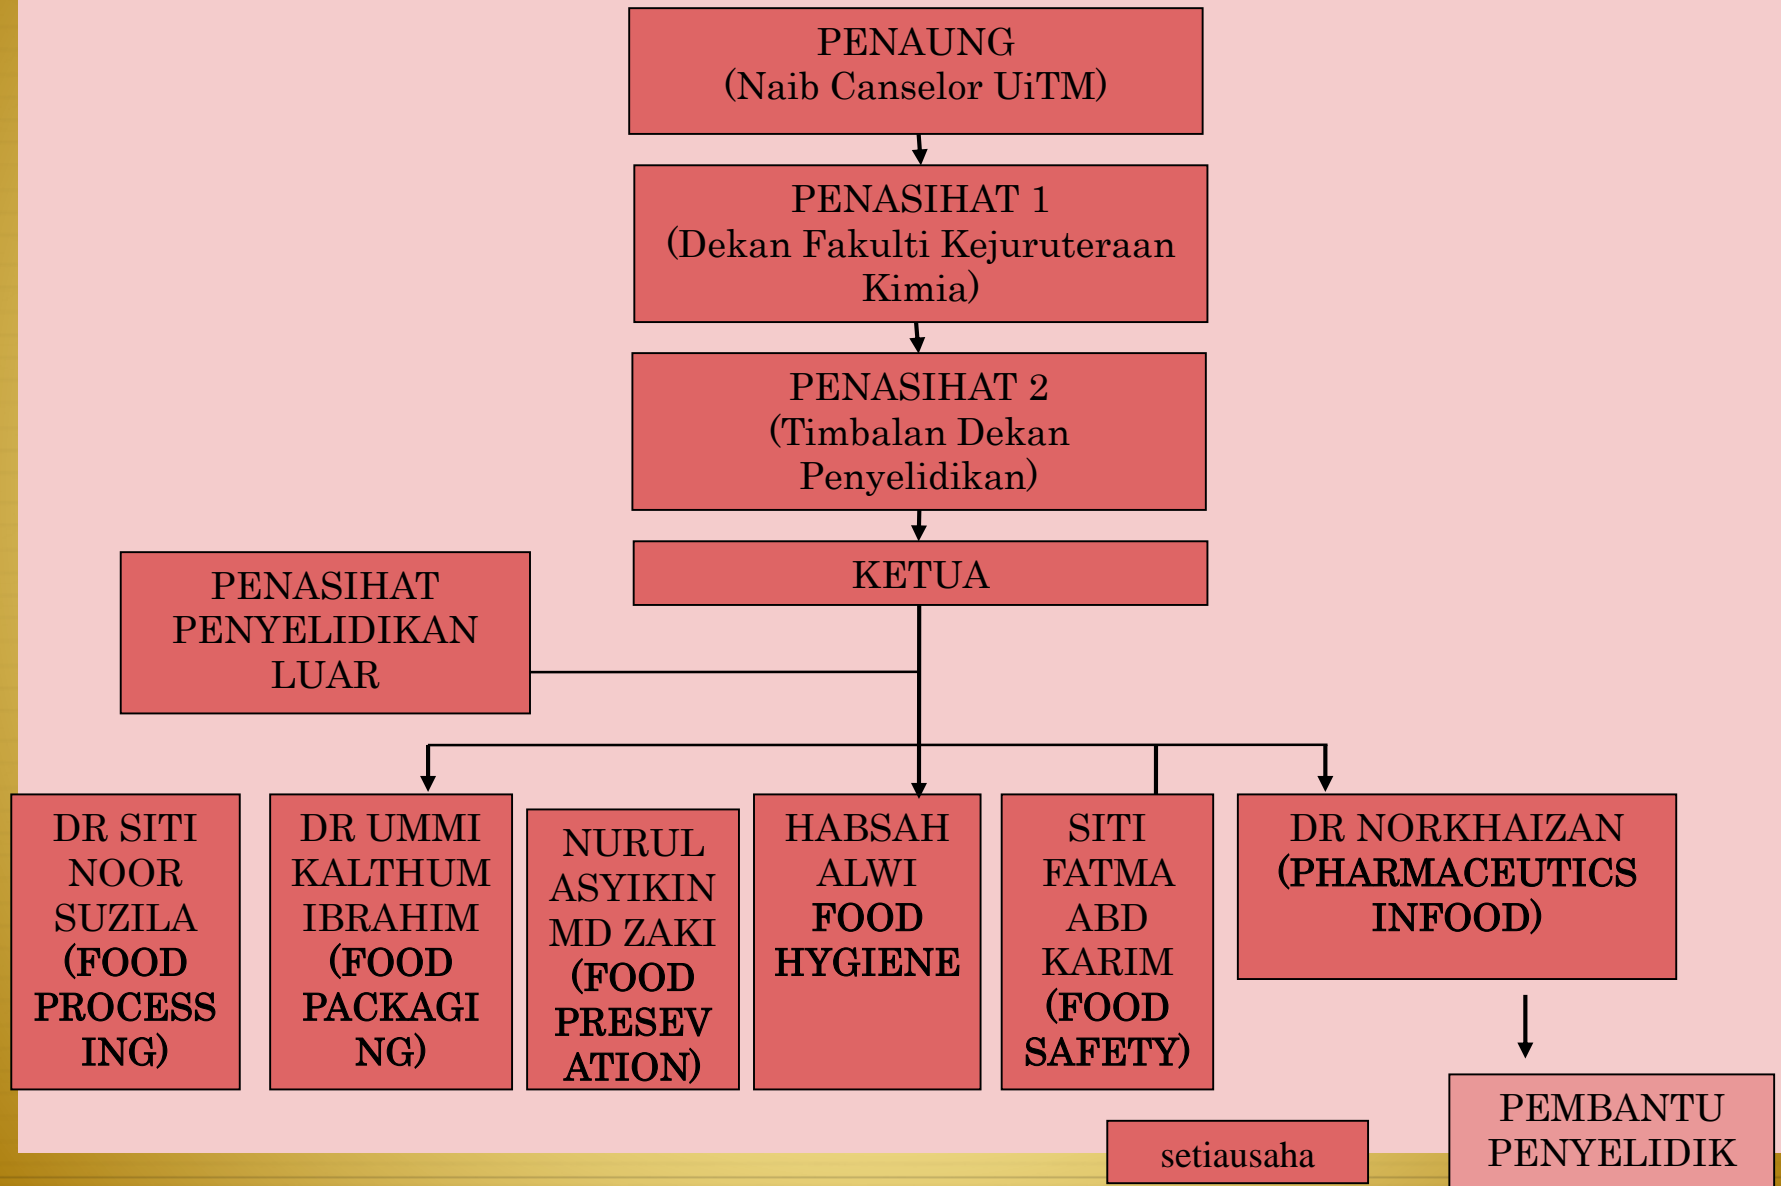 PENAUNG
(Naib Canselor UiTM)
PENASIHAT 1
(Dekan Fakulti Kejuruteraan
Kimia)
PENASIHAT 2
(Timbalan Dekan
Penyelidikan)
KETUA
PENASIHAT
PENYELIDIKAN
LUAR
DR SITI
NOOR
SUZILA
(FOOD
PROCESS
ING)
DR UMMI
KALTHUM
IBRAHIM
(FOOD
PACKAGI
NG)
NURUL
ASYIKIN
MD ZAKI
(FOOD
PRESEV
ATION)
HABSAH
ALWI
FOOD
HYGIENE
SITI
FATMA
ABD
KARIM
(FOOD
SAFETY)
DR NORKHAIZAN
(PHARMACEUTICS
INFOOD)
setiausaha
PEMBANTU
PENYELIDIK